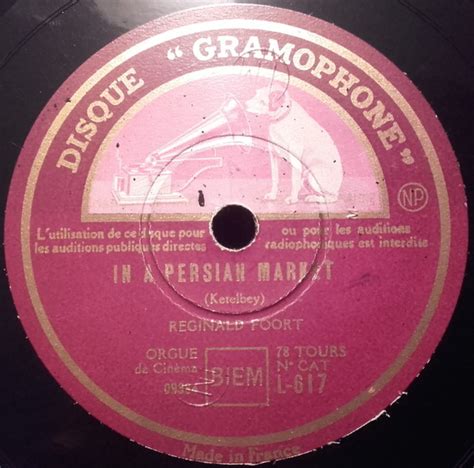 DISQUE "GRAMOPHONE"
NP
L'utilisation de ce disque pour
les auditions publiques directes
ou pour les auditions
radiophoniques est interdite
IN A PERSIAN MARKET
(Ketelbey)
REGINALD FOORT
ORGUE
de Cinéma
BIEM
78 TOURS
No CAT
L-617
Made in France